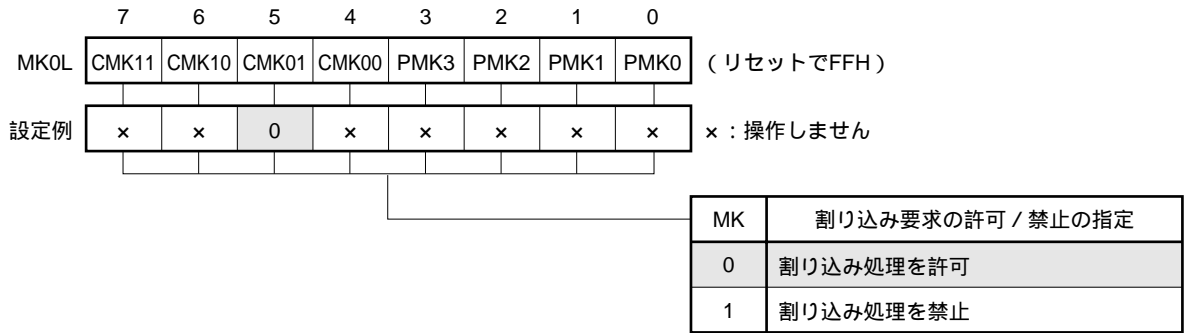 7 6 5 4 3 2 1 0
MK0L CMK11 CMK10 CMK01 CMK00 PMK3 PMK2 PMK1 PMK0 (リセットでFFH)
設定例 × × 0 × × × × × ×:操作しません
MK 割り込み要求の許可/禁止の指定
0 割り込み処理を許可
1 割り込み処理を禁止